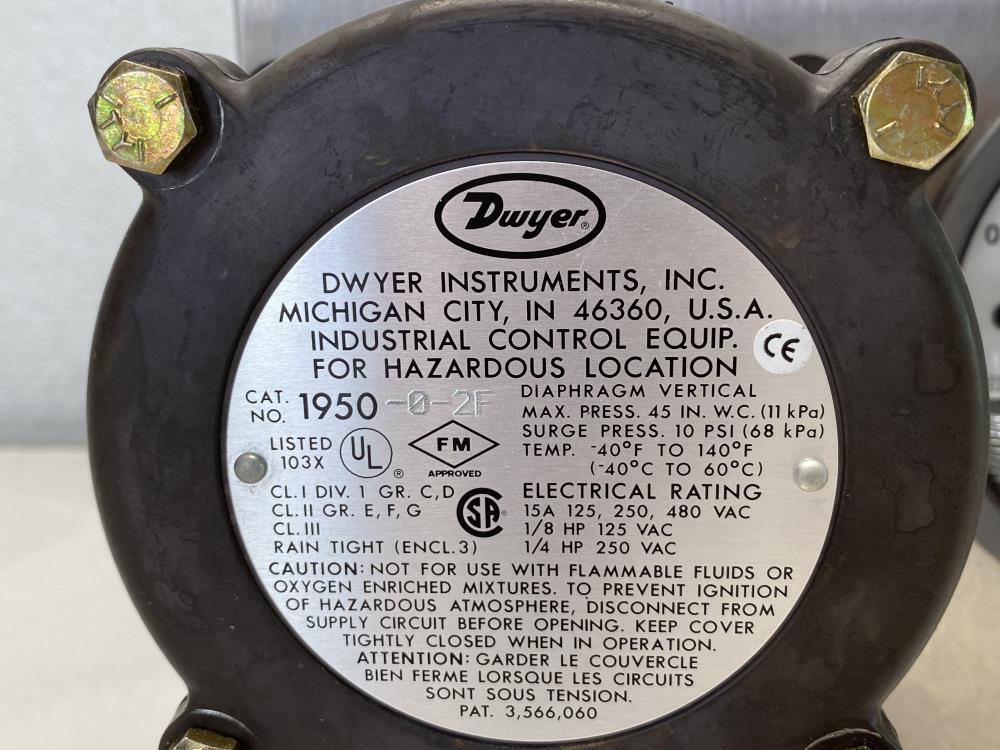 Dwyer®
DWYER INSTRUMENTS, INC.
MICHIGAN CITY, IN 46360, U.S.A.
INDUSTRIAL CONTROL EQUIP.
FOR HAZARDOUS LOCATION
CE
CAT. NO. 1950-0-2F
DIAPHRAGM VERTICAL
MAX. PRESS. 45 IN. W.C. (11 kPa)
SURGE PRESS. 10 PSI (68 kPa)
TEMP. -40°F TO 140°F
(-40°C TO 60°C)
LISTED
103X
UL®
FM
APPROVED
CL. I DIV. 1 GR. C, D
CL. II GR. E, F, G
CL. III
RAIN TIGHT (ENCL. 3)
SA®
ELECTRICAL RATING
15A 125, 250, 480 VAC
1/8 HP 125 VAC
1/4 HP 250 VAC
CAUTION: NOT FOR USE WITH FLAMMABLE FLUIDS OR
OXYGEN ENRICHED MIXTURES. TO PREVENT IGNITION
OF HAZARDOUS ATMOSPHERE, DISCONNECT FROM
SUPPLY CIRCUIT BEFORE OPENING. KEEP COVER
TIGHTLY CLOSED WHEN IN OPERATION.
ATTENTION: GARDER LE COUVERCLE
BIEN FERME LORSQUE LES CIRCUITS
SONT SOUS TENSION.
PAT. 3,566,060